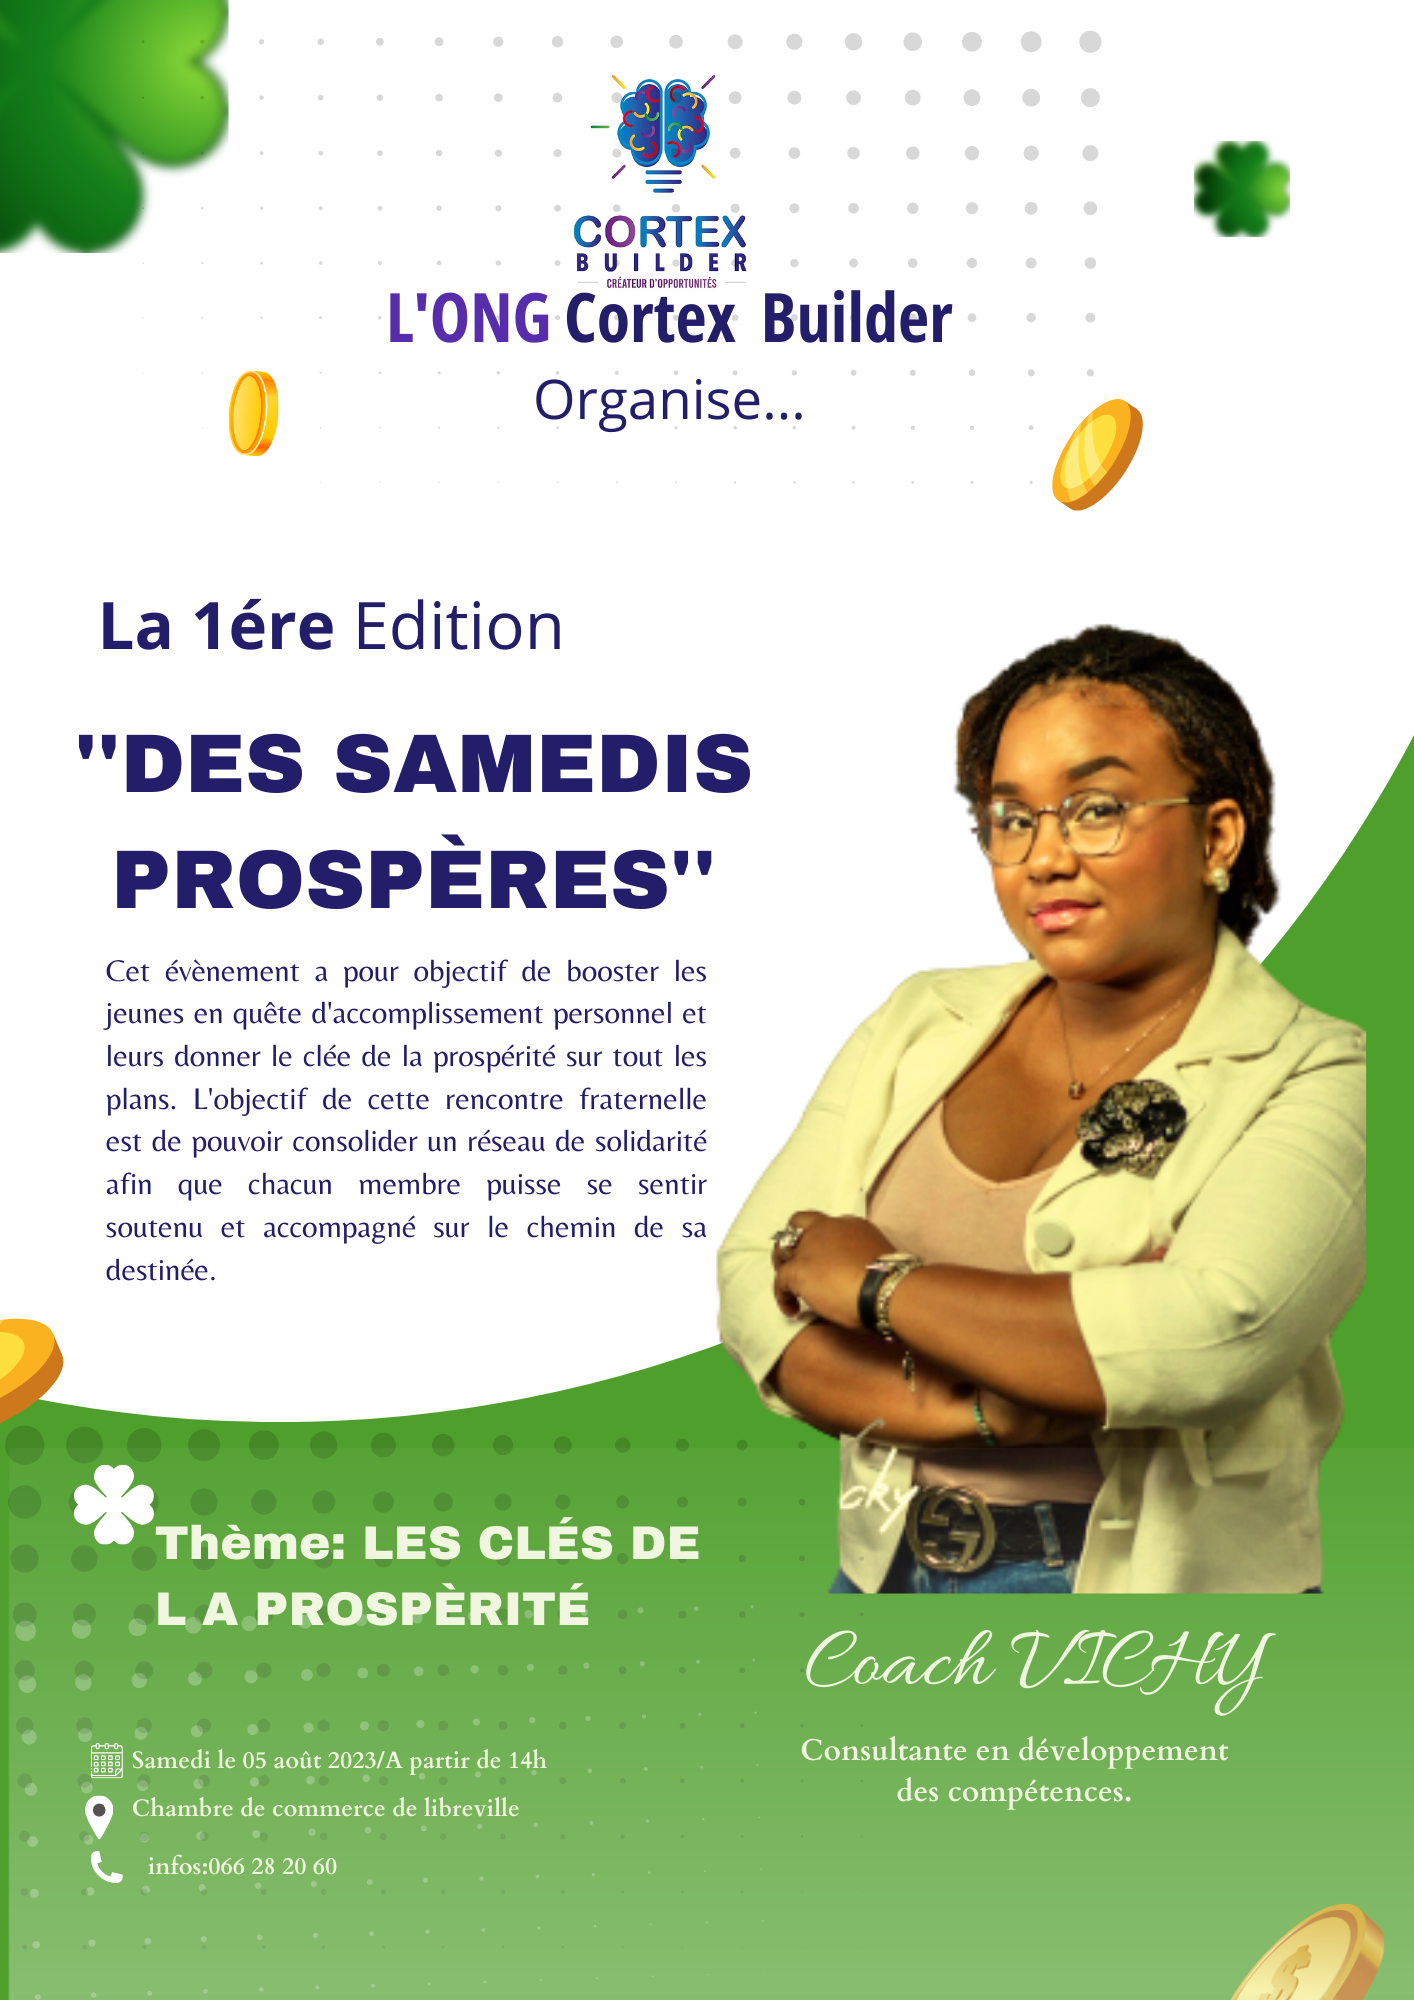 CORTEX
BUILDER
CRÉATEUR D'OPPORTUNITÉS
L'ONG Cortex Builder
Organise...
La 1ére Edition
"DES SAMEDIS
PROSPÈRES"
Cet évènement a pour objectif de booster les
jeunes en quête d'accomplissement personnel et
leurs donner le clée de la prospérité sur tout les
plans. L'objectif de cette rencontre fraternelle
est de pouvoir consolider un réseau de solidarité
afin que chacun membre puisse se sentir
soutenu et accompagné sur le chemin de sa
destinée.
cky
Thème: LES CLÉS DE
L A PROSPÈRITÉ
Coach VICHY
Consultante en développement
des compétences.
Samedi le 05 août 2023/A partir de 14h
Chambre de commerce de libreville
infos:066 28 20 60
$